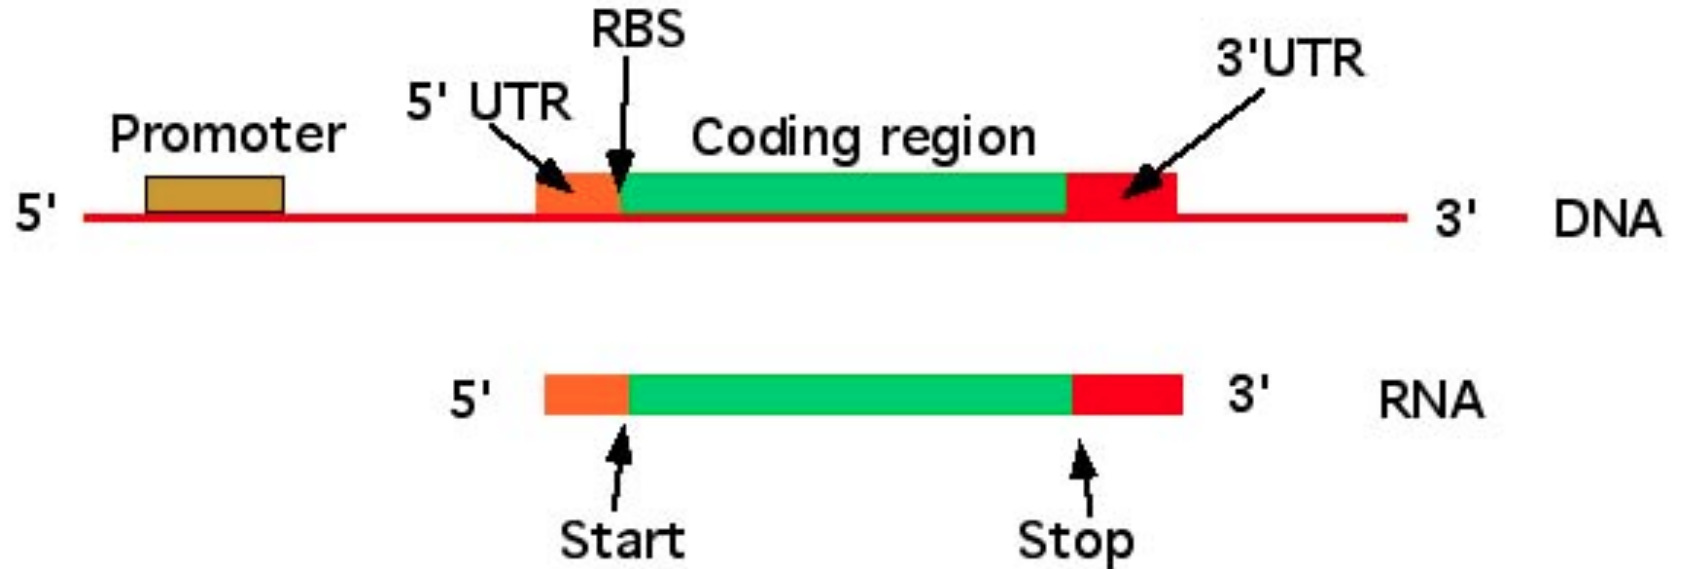 RBS
3'UTR
5' UTR
Promoter
Coding region
5'
3'
DNA
5'
3'
RNA
Start
Stop